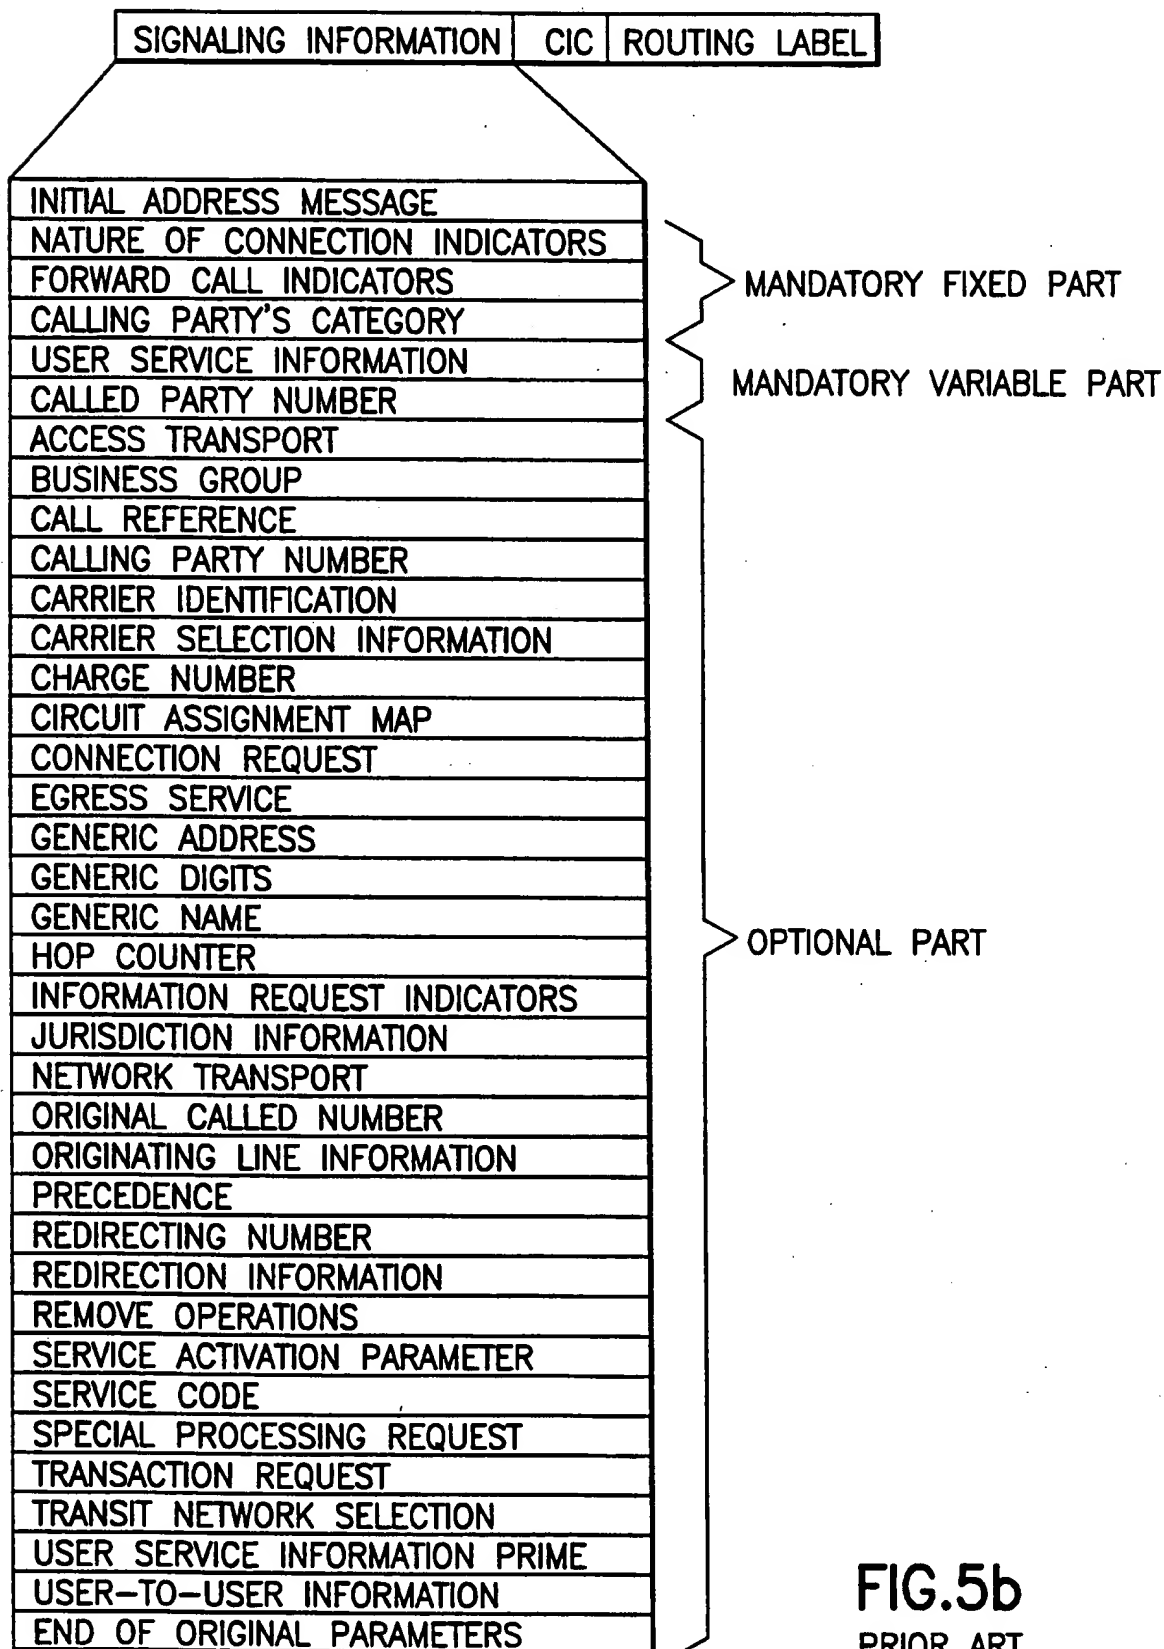 SIGNALING INFORMATION CIC ROUTING LABEL
INITIAL ADDRESS MESSAGE
NATURE OF CONNECTION INDICATORS
FORWARD CALL INDICATORS
MANDATORY FIXED PART
CALLING PARTY'S CATEGORY
USER SERVICE INFORMATION
MANDATORY VARIABLE PART
CALLED PARTY NUMBER
ACCESS TRANSPORT
BUSINESS GROUP
CALL REFERENCE
CALLING PARTY NUMBER
CARRIER IDENTIFICATION
CARRIER SELECTION INFORMATION
CHARGE NUMBER
CIRCUIT ASSIGNMENT MAP
CONNECTION REQUEST
EGRESS SERVICE
GENERIC ADDRESS
GENERIC DIGITS
GENERIC NAME
OPTIONAL PART
HOP COUNTER
INFORMATION REQUEST INDICATORS
JURISDICTION INFORMATION
NETWORK TRANSPORT
ORIGINAL CALLED NUMBER
ORIGINATING LINE INFORMATION
PRECEDENCE
REDIRECTING NUMBER
REDIRECTION INFORMATION
REMOVE OPERATIONS
SERVICE ACTIVATION PARAMETER
SERVICE CODE
SPECIAL PROCESSING REQUEST
TRANSACTION REQUEST
TRANSIT NETWORK SELECTION
USER SERVICE INFORMATION PRIME
USER-TO-USER INFORMATION
END OF ORIGINAL PARAMETERS
FIG.5b
PRIOR ART